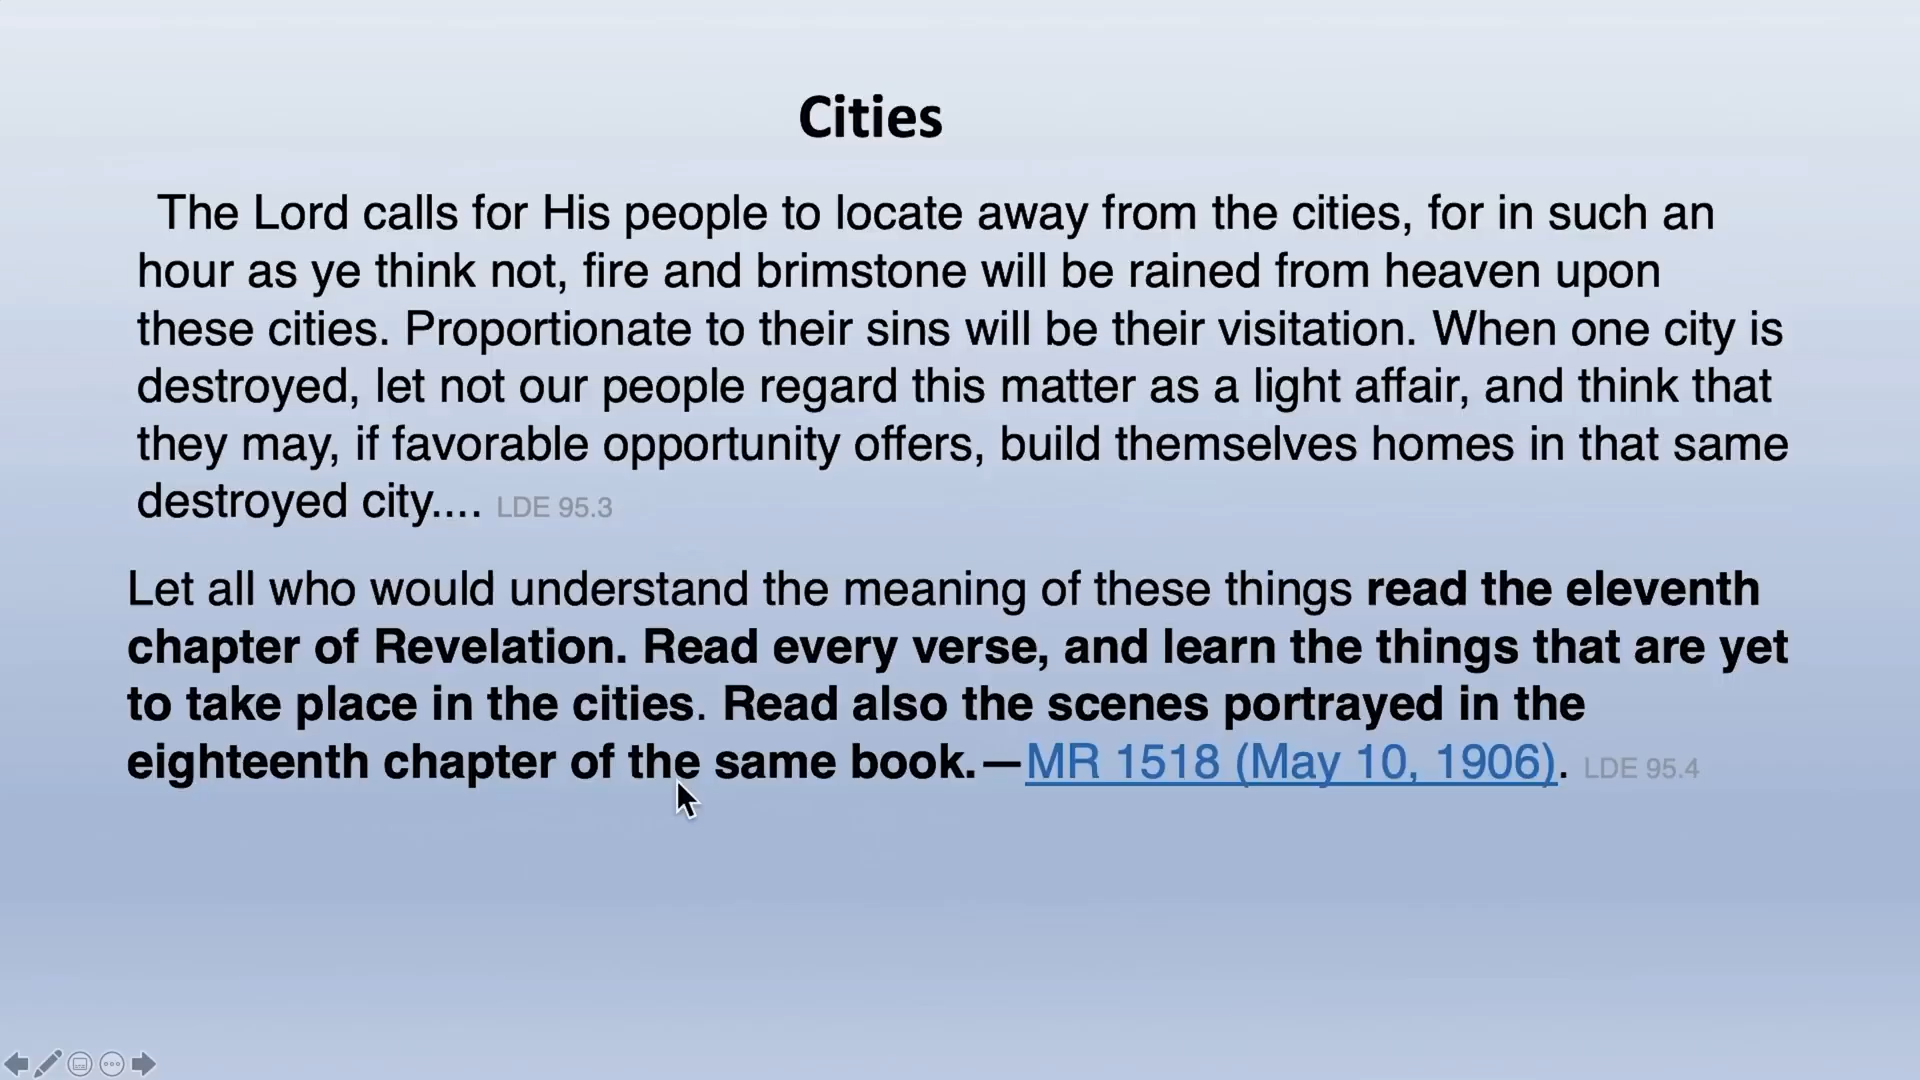 Cities
The Lord calls for His people to locate away from the cities, for in such an
hour as ye think not, fire and brimstone will be rained from heaven upon
these cities. Proportionate to their sins will be their visitation. When one city is
destroyed, let not our people regard this matter as a light affair, and think that
they may, if favorable opportunity offers, build themselves homes in that same
destroyed city.... LDE 95.3
Let all who would understand the meaning of these things read the eleventh
chapter of Revelation. Read every verse, and learn the things that are yet
to take place in the cities. Read also the scenes portrayed in the
eighteenth chapter of the same book.—MR 1518 (May 10, 1906). LDE 95.4